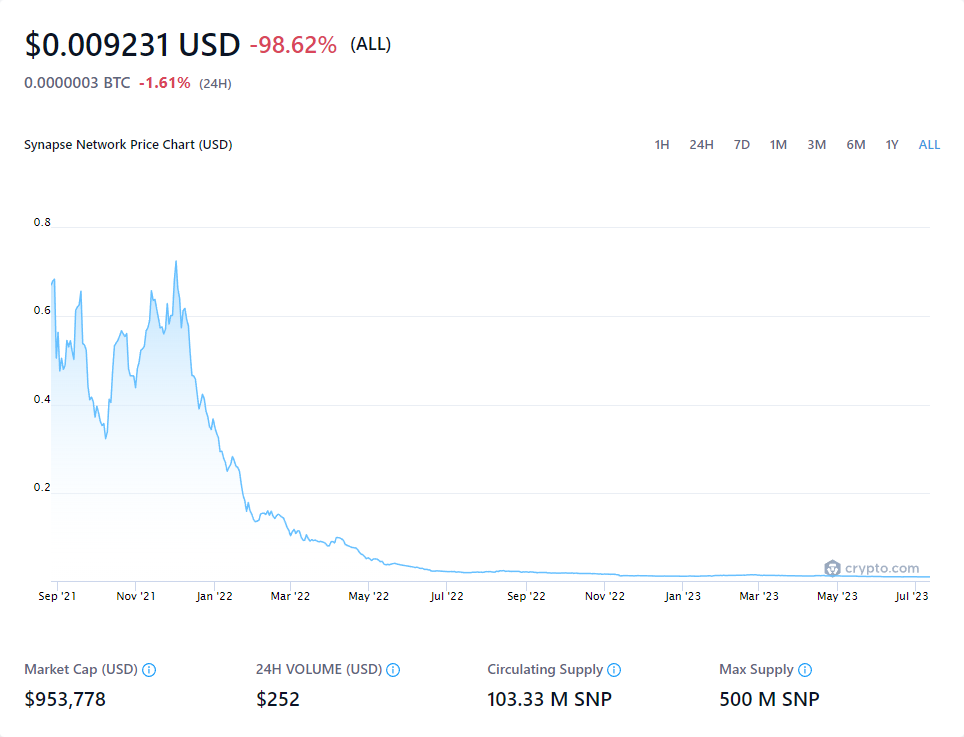 $0.009231 USD -98.62% (ALL)
0.0000003 BTC -1.61% (24H)
Synapse Network Price Chart (USD) 1H 24H 7D 1M 3M 6M 1Y ALL
0.8
0.6
0.4
0.2
crypto.com
Sep '21 Nov '21 Jan '22 Mar '22 May '22 Jul '22 Sep '22 Nov '22 Jan '23 Mar '23 May '23 Jul '23
Market Cap (USD) 24H VOLUME (USD) Circulating Supply Max Supply
$953,778 $252 103.33 M SNP 500 M SNP